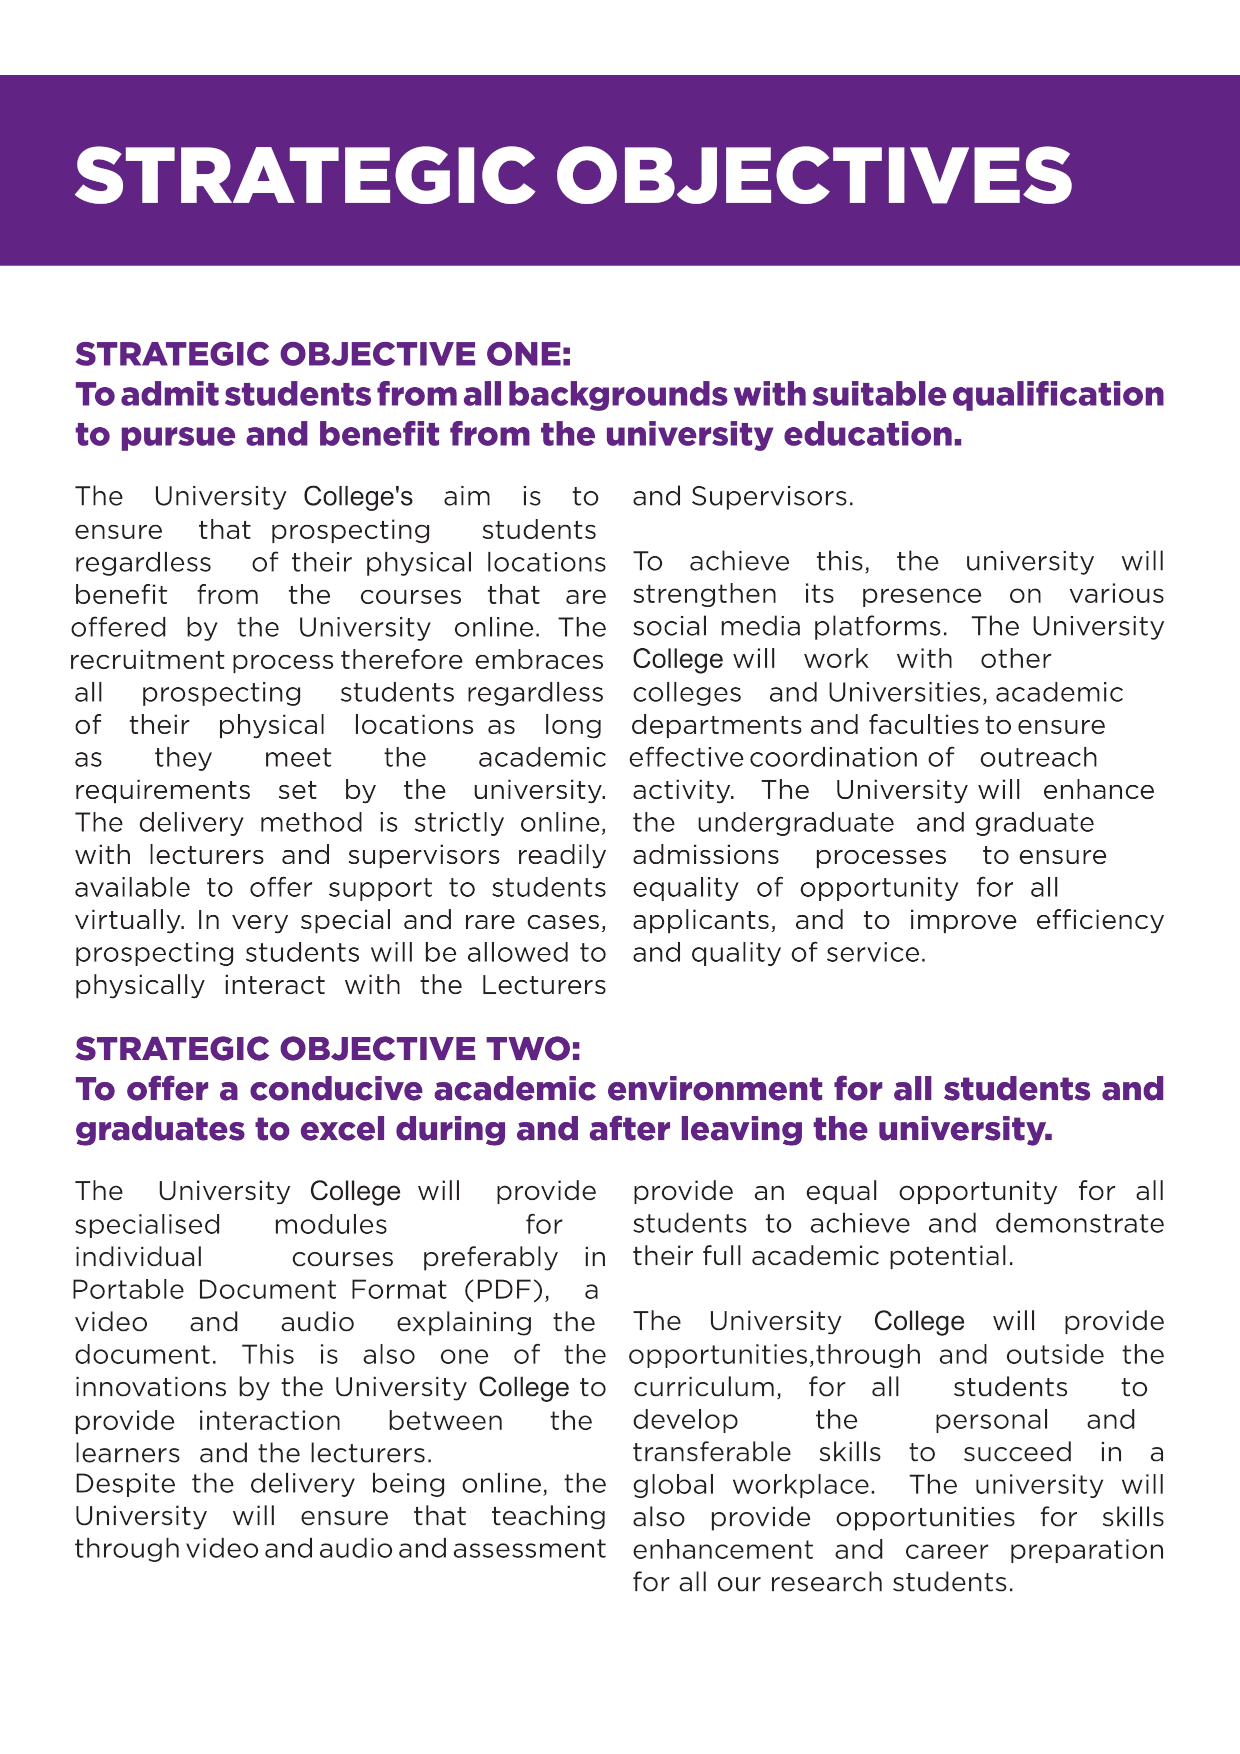 STRATEGIC OBJECTIVES
STRATEGIC OBJECTIVE ONE:
To admit students from all backgrounds with suitable qualification
to pursue and benefit from the university education.
The University College's aim is to
ensure that prospecting students
regardless of their physical locations
benefit from the courses that are
offered by the University online. The
recruitment process therefore embraces
all prospecting students regardless
of their physical locations as long
as they meet the academic
requirements set by the university.
The delivery method is strictly online,
with lecturers and supervisors readily
available to offer support to students
virtually. In very special and rare cases,
prospecting students will be allowed to
physically interact with the Lecturers
and Supervisors.
To achieve this, the university will
strengthen its presence on various
social media platforms. The University
College will work with other
colleges and Universities, academic
departments and faculties to ensure
effective coordination of outreach
activity. The University will enhance
the undergraduate and graduate
admissions processes to ensure
equality of opportunity for all
applicants, and to improve efficiency
and quality of service.
STRATEGIC OBJECTIVE TWO:
To offer a conducive academic environment for all students and
graduates to excel during and after leaving the university.
The University College will provide
specialised modules for
individual courses preferably in
Portable Document Format (PDF), a
video and audio explaining the
document. This is also one of the
innovations by the University College to
provide interaction between the
learners and the lecturers.
Despite the delivery being online, the
University will ensure that teaching
through video and audio and assessment
provide an equal opportunity for all
students to achieve and demonstrate
their full academic potential.
The University College will provide
opportunities,through and outside the
curriculum, for all students to
develop the personal and
transferable skills to succeed in a
global workplace. The university will
also provide opportunities for skills
enhancement and career preparation
for all our research students.